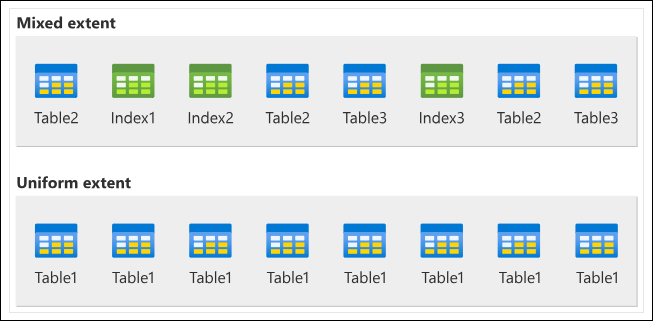 Mixed extent
Table2 Index1 Index2 Table2 Table3 Index3 Table2 Table3
Uniform extent
Table1 Table1 Table1 Table1 Table1 Table1 Table1 Table1